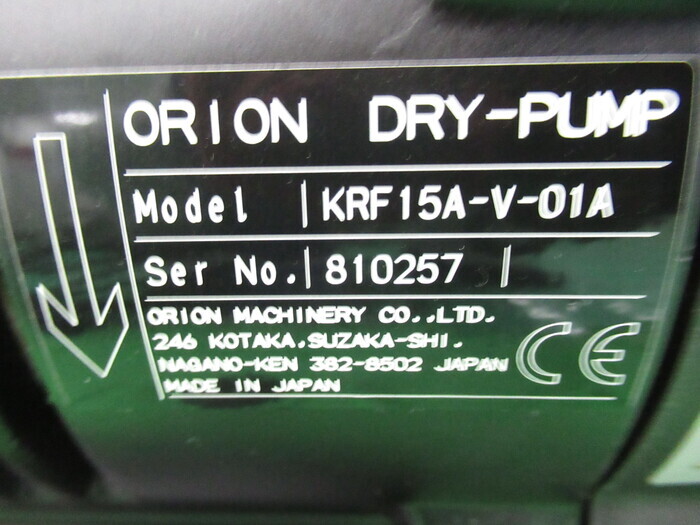 ORION DRY-PUMP
Model KRF15A-V-01A
Ser No. 810257
ORION MACHINERY CO.,LTD.
246 KOTAKA.SUZAKA-SHI.
NAGANO-KEN 382-8502 JAPAN
MADE IN JAPAN
CE